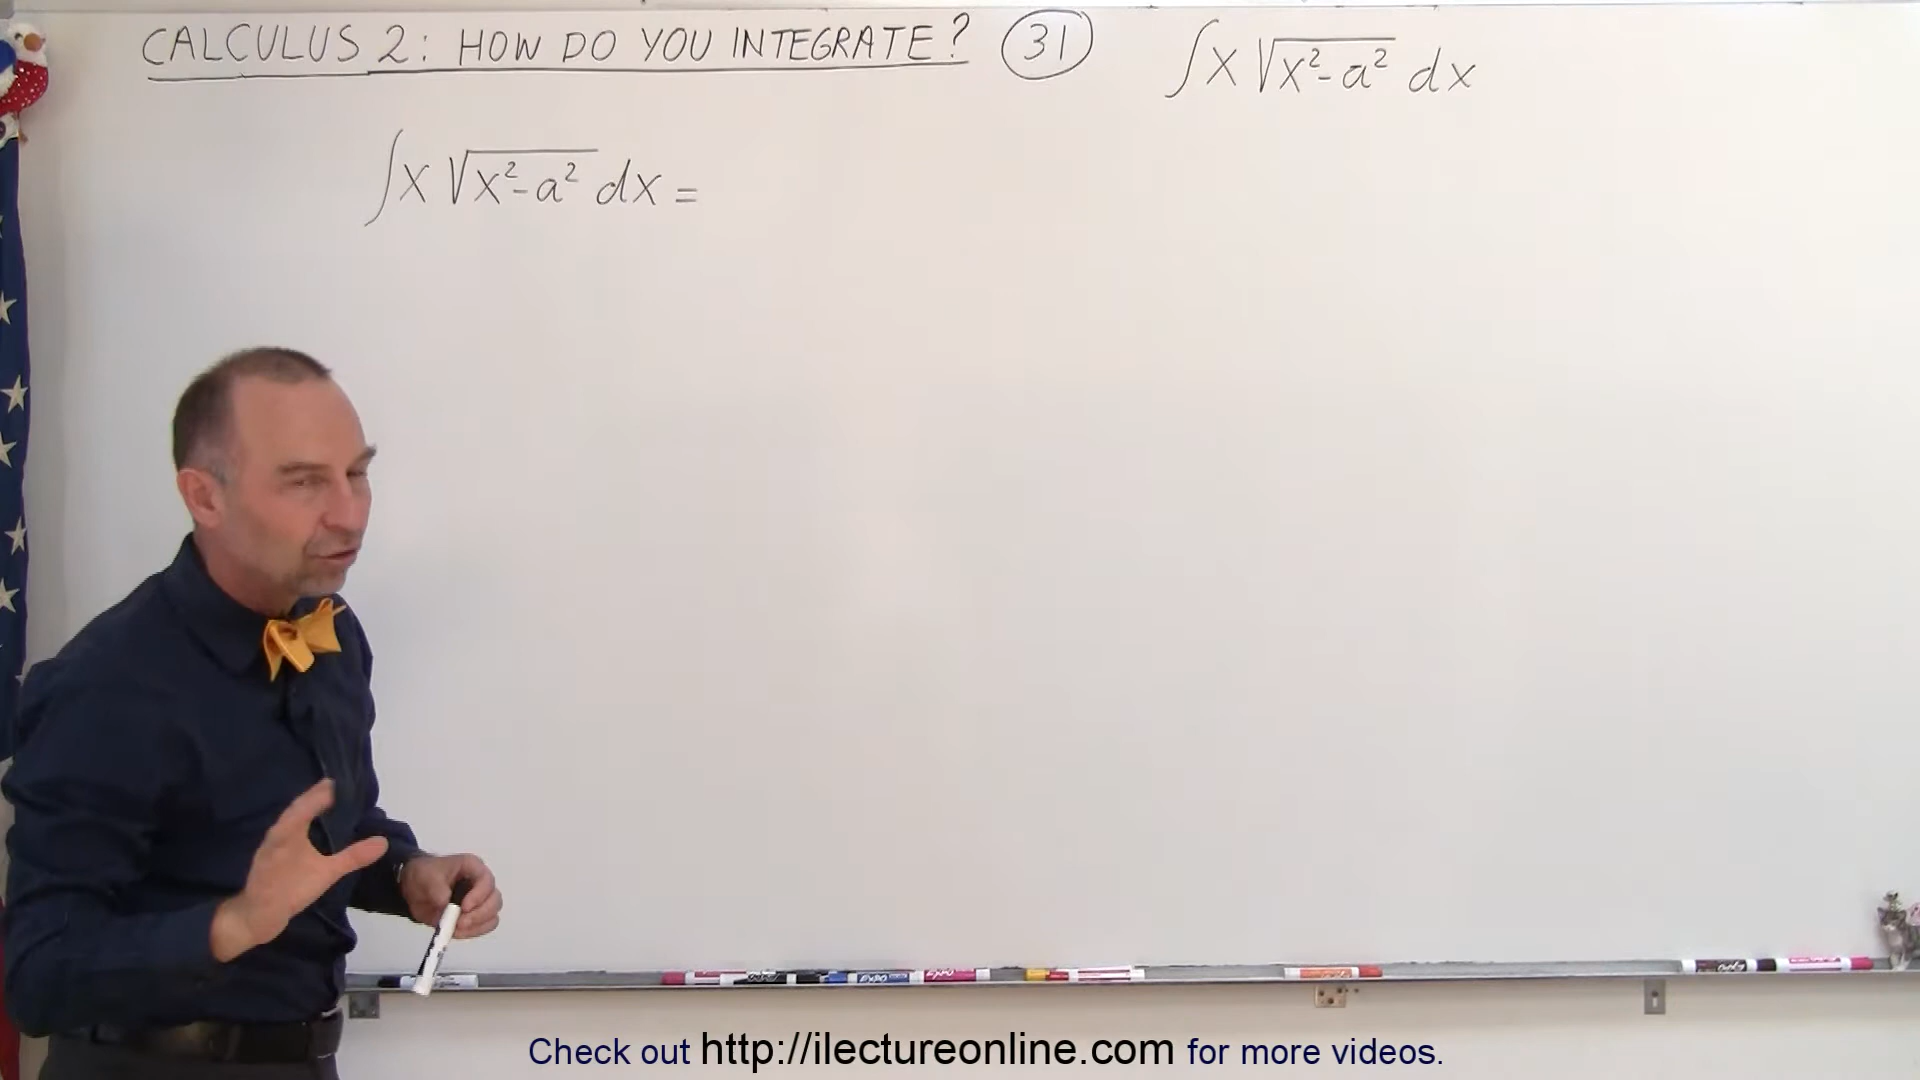 CALCULUS 2: HOW DO YOU INTEGRATE? 31 ∫x √x²-a² dx
∫x √x²-a² dx =
EXPO
Check out http://ilectureonline.com for more videos.